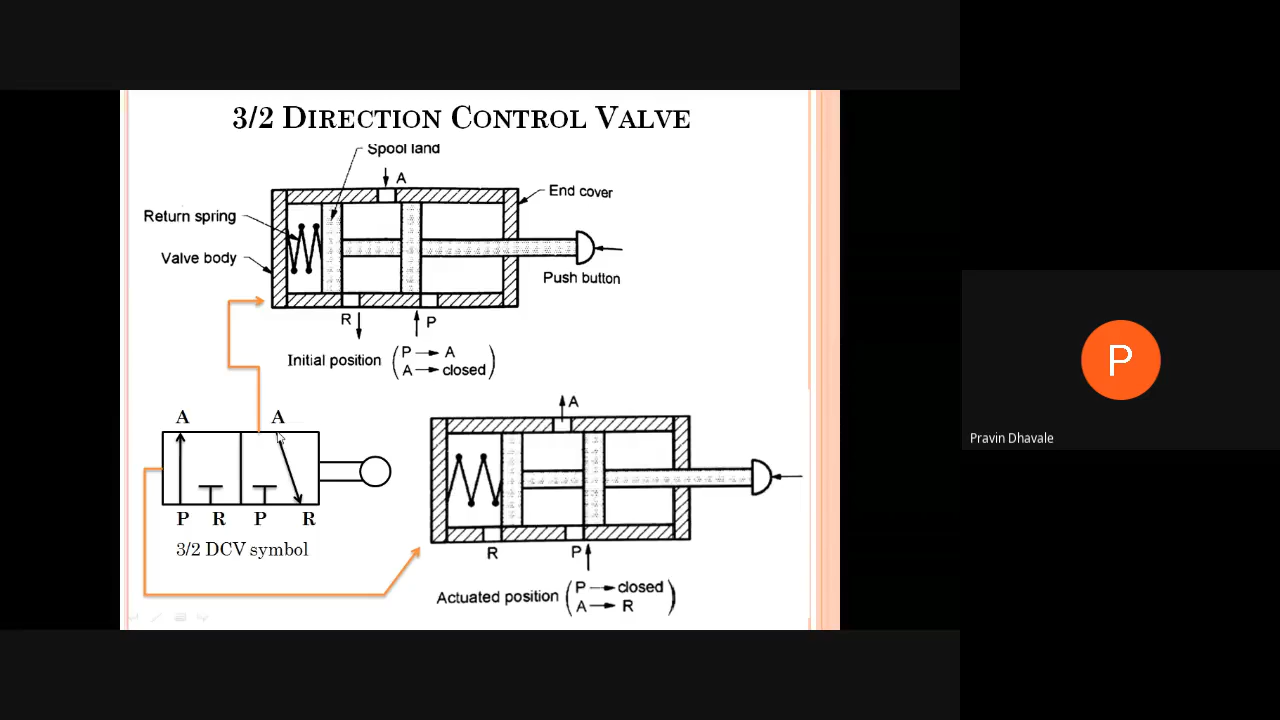 3/2 DIRECTION CONTROL VALVE
Spool land
A
End cover
Return spring
Valve body
Push button
R
P
Initial position ( P → A
A → closed )
A
A A
P R P R
3/2 DCV symbol
R
P
Actuated position ( P → closed
A → R )
P
Pravin Dhavale